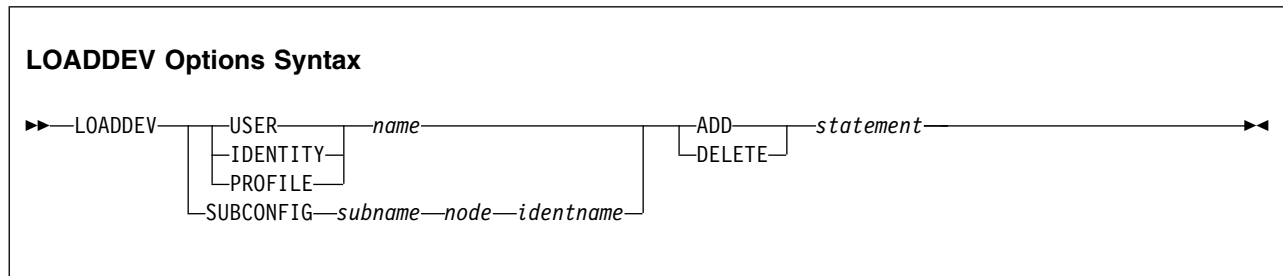 LOADDEV Options Syntax
LOADDEV USER name ADD statement
IDENTITY DELETE
PROFILE
SUBCONFIG subname node identname